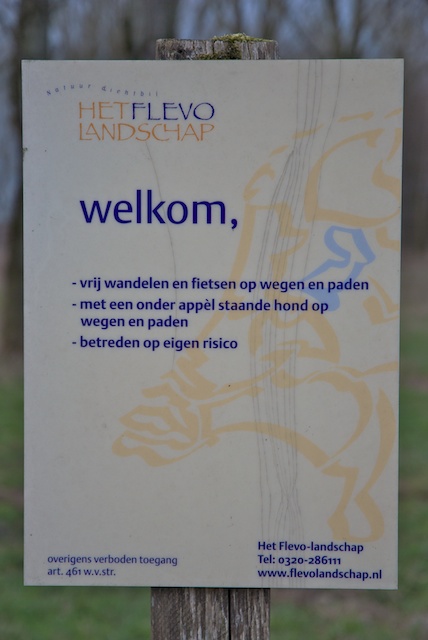 natuur dichtbij
HET FLEVO
LANDSCHAP
welkom,
- vrij wandelen en fietsen op wegen en paden
- met een onder appèl staande hond op
wegen en paden
- betreden op eigen risico
overigens verboden toegang
art. 461 w.v.str.
Het Flevo-landschap
Tel: 0320-286111
www.flevolandschap.nl